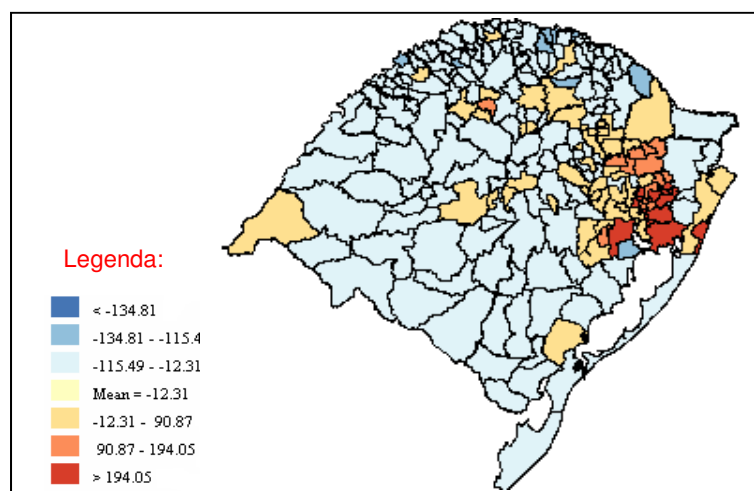 Legenda:
< -134.81
-134.81 - -115.4
-115.49 - -12.31
Mean = -12.31
-12.31 - 90.87
90.87 - 194.05
> 194.05